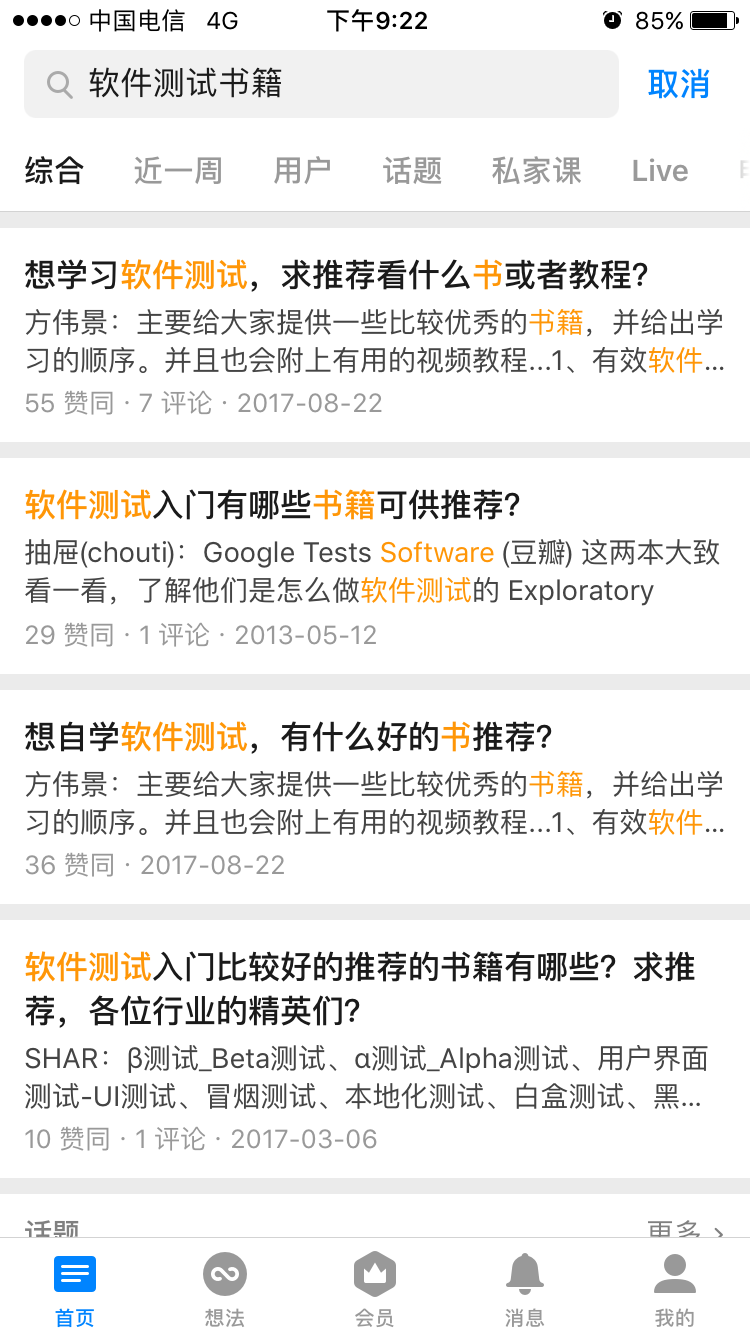 中国电信 4G 下午9:22 85%
软件测试书籍 取消
综合 近一周 用户 话题 私家课 Live
想学习软件测试，求推荐看什么书或者教程？
方伟景：主要给大家提供一些比较优秀的书籍，并给出学
习的顺序。并且也会附上有用的视频教程...1、有效软件...
55 赞同 · 7 评论 · 2017-08-22
软件测试入门有哪些书籍可供推荐？
抽屉(chouti)：Google Tests Software (豆瓣) 这两本大致
看一看，了解他们是怎么做软件测试的 Exploratory
29 赞同 · 1 评论 · 2013-05-12
想自学软件测试，有什么好的书推荐？
方伟景：主要给大家提供一些比较优秀的书籍，并给出学
习的顺序。并且也会附上有用的视频教程...1、有效软件...
36 赞同 · 2017-08-22
软件测试入门比较好的推荐的书籍有哪些？求推
荐，各位行业的精英们？
SHAR：β测试_Beta测试、α测试_Alpha测试、用户界面
测试-UI测试、冒烟测试、本地化测试、白盒测试、黑...
10 赞同 · 1 评论 · 2017-03-06
话题 更多
首页 想法 会员 消息 我的